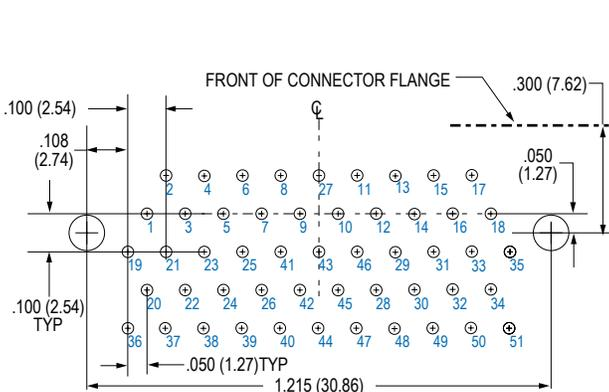 FRONT OF CONNECTOR FLANGE
.300 (7.62)
.100 (2.54)
℄
.108
(2.74)
.050
(1.27)
2 4 6 8 27 11 13 15 17
1 3 5 7 9 10 12 14 16 18
19 21 23 25 41 43 46 29 31 33 35
20 22 24 26 42 45 28 30 32 34
.100 (2.54)
TYP
36 37 38 39 40 44 47 48 49 50 51
.050 (1.27)TYP
1.215 (30.86)